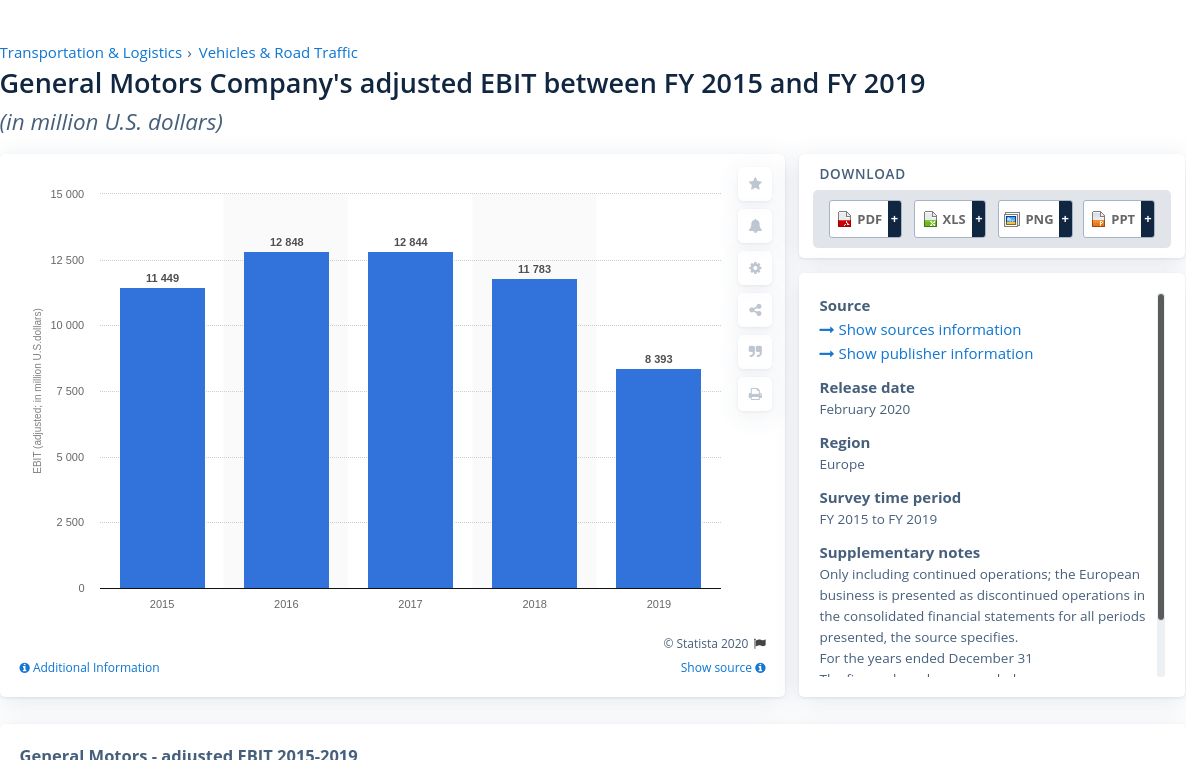 Transportation & Logistics › Vehicles & Road Traffic
General Motors Company's adjusted EBIT between FY 2015 and FY 2019
(in million U.S. dollars)
EBIT (adjusted; in million U.S.dollars)
15 000
12 500
10 000
7 500
5 000
2 500
0
11 449
12 848
12 844
11 783
8 393
2015
2016
2017
2018
2019
© Statista 2020
Additional Information
Show source
DOWNLOAD
PDF +
XLS +
PNG +
PPT +
Source
Show sources information
Show publisher information
Release date
February 2020
Region
Europe
Survey time period
FY 2015 to FY 2019
Supplementary notes
Only including continued operations; the European
business is presented as discontinued operations in
the consolidated financial statements for all periods
presented, the source specifies.
For the years ended December 31
General Motors - adjusted EBIT 2015-2019